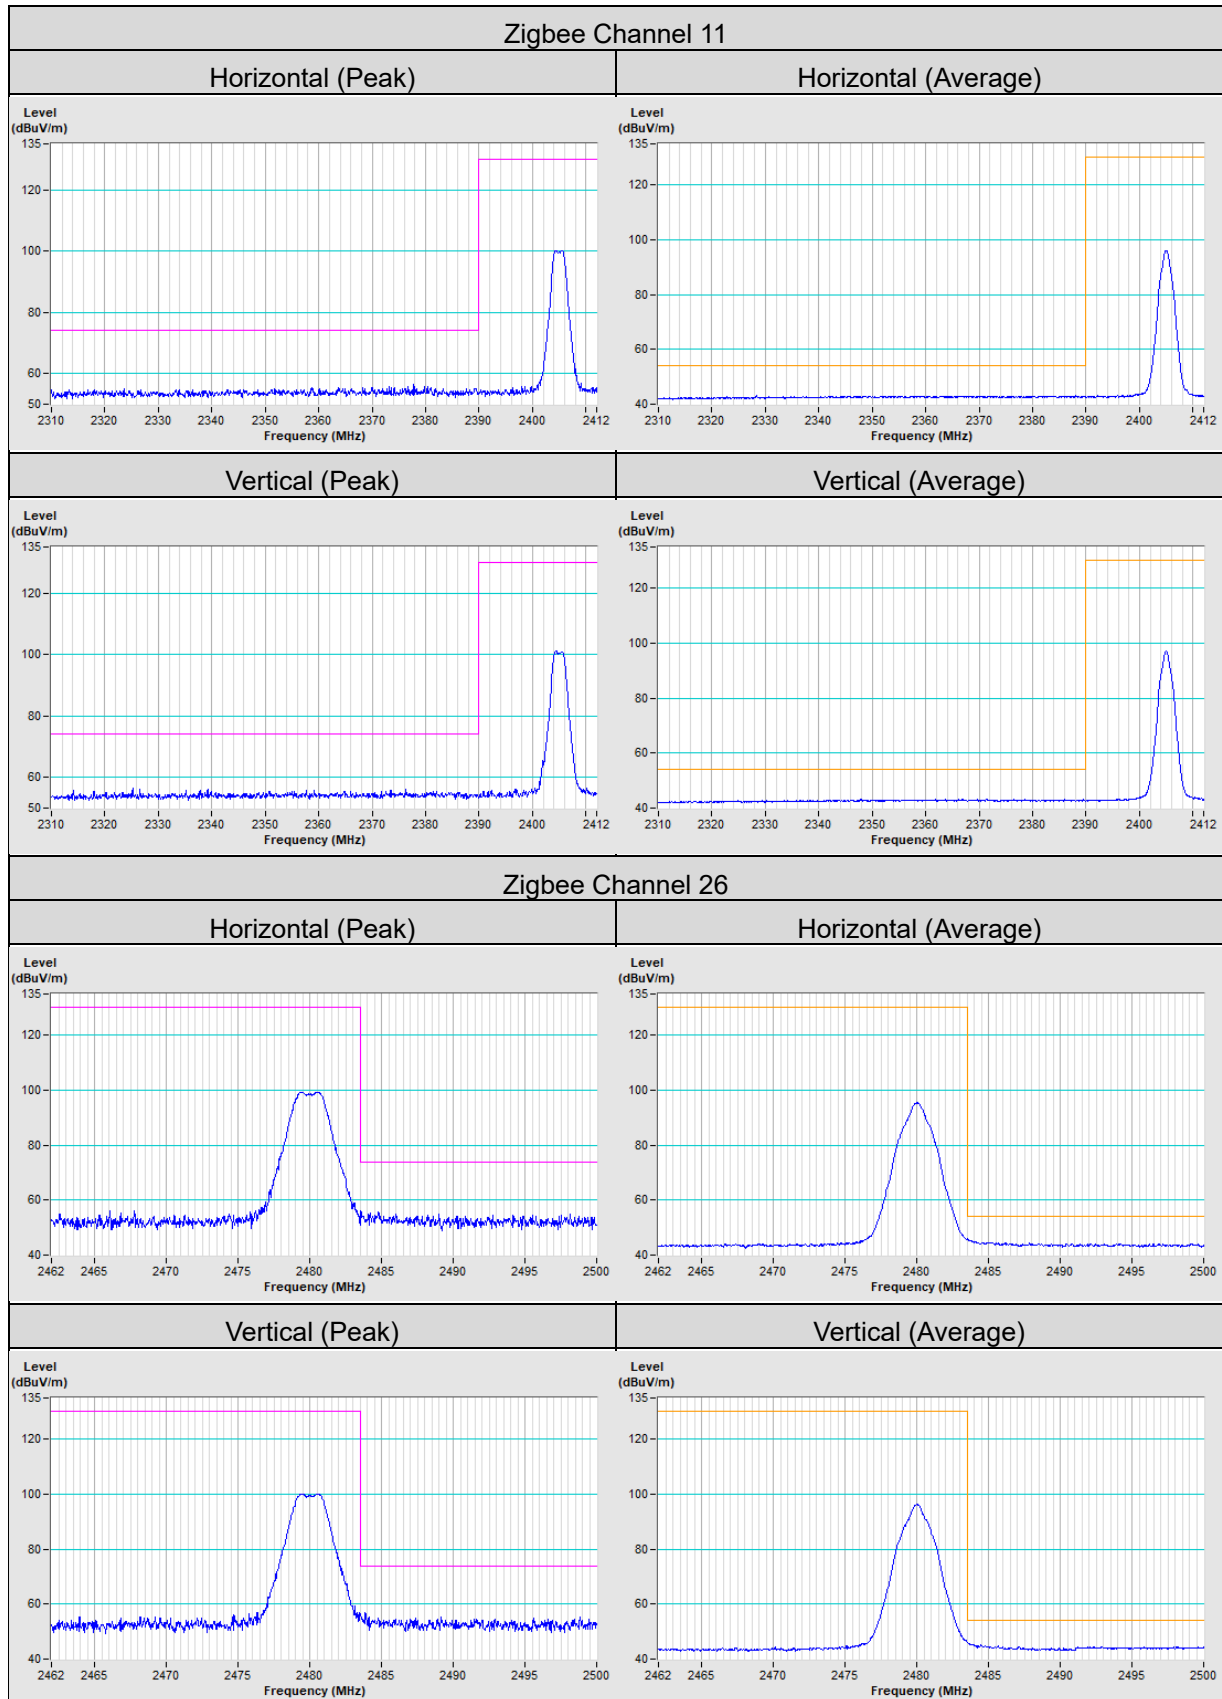 Zigbee Channel 11
Horizontal (Peak) Horizontal (Average)
Level Level
(dBuV/m) (dBuV/m)
135 135
120 120
100 100
80 80
60 60
50 40
2310 2320 2330 2340 2350 2360 2370 2380 2390 2400 2412 2310 2320 2330 2340 2350 2360 2370 2380 2390 2400 2412
Frequency (MHz) Frequency (MHz)
Vertical (Peak) Vertical (Average)
Level Level
(dBuV/m) (dBuV/m)
135 135
120 120
100 100
80 80
60 60
50 40
2310 2320 2330 2340 2350 2360 2370 2380 2390 2400 2412 2310 2320 2330 2340 2350 2360 2370 2380 2390 2400 2412
Frequency (MHz) Frequency (MHz)
Zigbee Channel 26
Horizontal (Peak) Horizontal (Average)
Level Level
(dBuV/m) (dBuV/m)
135 135
120 120
100 100
80 80
60 60
40 40
2462 2465 2470 2475 2480 2485 2490 2495 2500 2462 2465 2470 2475 2480 2485 2490 2495 2500
Frequency (MHz) Frequency (MHz)
Vertical (Peak) Vertical (Average)
Level Level
(dBuV/m) (dBuV/m)
135 135
120 120
100 100
80 80
60 60
40 40
2462 2465 2470 2475 2480 2485 2490 2495 2500 2462 2465 2470 2475 2480 2485 2490 2495 2500
Frequency (MHz) Frequency (MHz)